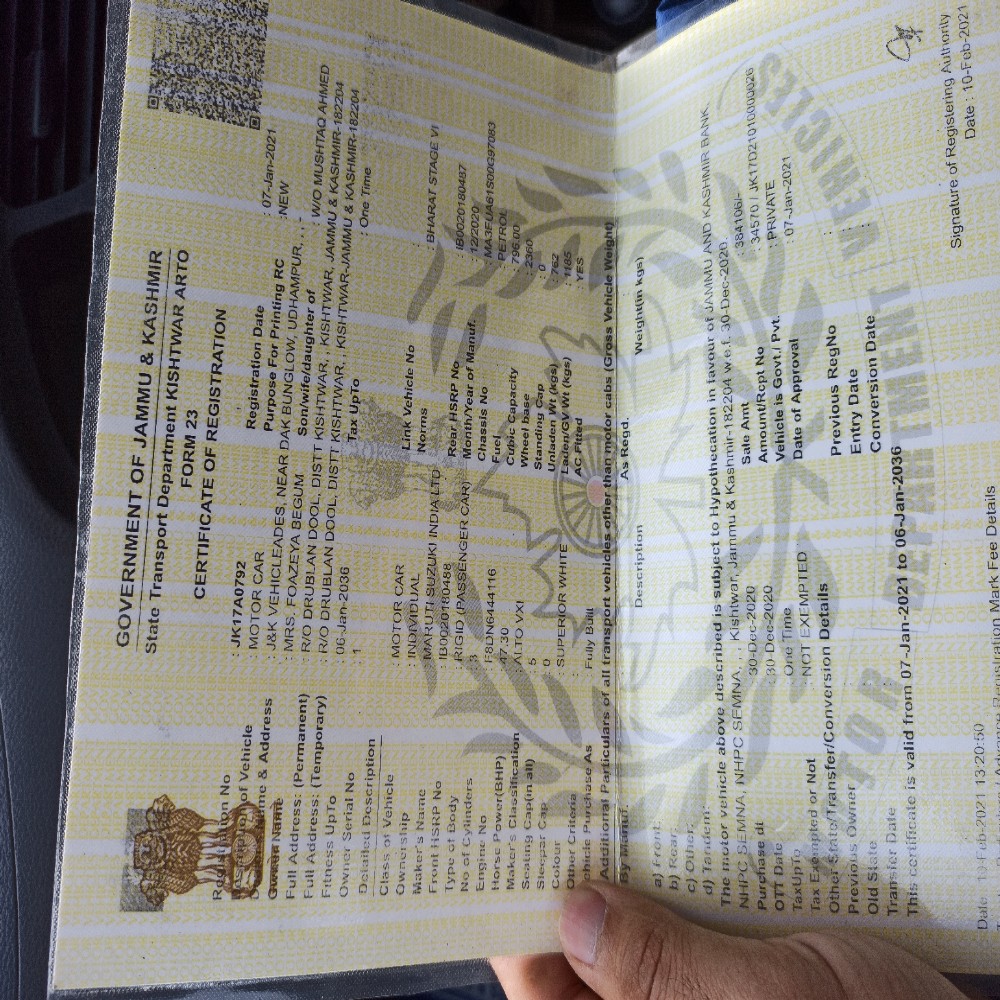 GOVERNMENT OF JAMMU & KASHMIR
State Transport Department KISHTWAR ARTO
FORM 23
CERTIFICATE OF REGISTRATION
Registration No : JK17A0792 Registration Date : 07-Jan-2021
of Vehicle : MOTOR CAR Purpose For Printing RC :NEW
Name & Address : J&K VEHICLEADES, NEAR DAK BUNGLOW, UDHAMPUR, , , -
Owner Name : MRS. FOAZEYA BEGUM Son/wife/daughter of : W/O MUSHTAQ AHMED
Full Address: (Permanent) : R/O DRUBLAN DOOL, DISTT KISHTWAR, , , KISHTWAR, JAMMU & KASHMIR-182204
Full Address: (Temporary) : R/O DRUBLAN DOOL, DISTT KISHTWAR, , , KISHTWAR-JAMMU & KASHMIR-182204
Fitness UpTo : 06-Jan-2036 Tax UpTo : One Time
Owner Serial No : 1
Detailed Description
Class of Vehicle : MOTOR CAR Link Vehicle No :
Ownership : INDIVIDUAL Norms : BHARAT STAGE VI
Maker's Name : MARUTI SUZUKI INDIA LTD
Front HSRP No : IB0020180488 Rear HSRP No : IB0020180487
Type of Body : RIGID (PASSENGER CAR) Month/Year of Manuf. : 12/2020
No of Cylinders : 3 Chassis No : MA3EUA61S00G97083
Engine No : F8DN6444116 Fuel : PETROL
Horse Power(BHP) : 47.30 Cubic Capacity : 796.00
Maker's Classification : ALTO VXI Wheel base : 2360
Seating Cap(in all) : 5 Standing Cap : 0
Sleepar Cap : 0 Unladen Wt (kgs) : 762
Colour : SUPERIOR WHITE Laden/GV Wt (kgs) : 1185
Other Criteria : AC Fitted : YES
Vehicle Purchase As : Fully Built
Additional Particulars of all transport vehicles other than motor cabs (Gross Vehicle Weight)
By Manuf. As Regd.
Description Weight(in kgs)
a) Front:
b) Rear:
c) Other:
d) Tandem:
The motor vehicle above described is subject to Hypothecation in favour of JAMMU AND KASHMIR BANK,
NHPC SEMNA, NHPC SEMNA, , , Kishtwar, Jammu & Kashmir-182204 w.e.f. 30-Dec-2020.
Purchase dt : 30-Dec-2020 Sale Amt : 384106/-
OTT Date : 30-Dec-2020 Amount/Rcpt No : 34570 / JK17D21010000026
TaxUpTo : One Time Vehicle is Govt./ Pvt. : PRIVATE
Tax Exempted or Not NOT EXEMPTED Date of Approval : 07-Jan-2021
Other State/Transfer/Conversion Details
Previous Owner : Previous RegNo :
Old State : Entry Date :
Transfer Date : Conversion Date :
This certificate is valid from 07-Jan-2021 to 06-Jan-2036
Signature of Registering Authority
Date : 10-Feb-2021
Date : 10-Feb-2021 13:20:50
Registration Mark Fee Details
DEPARTMENT
VEHICLES